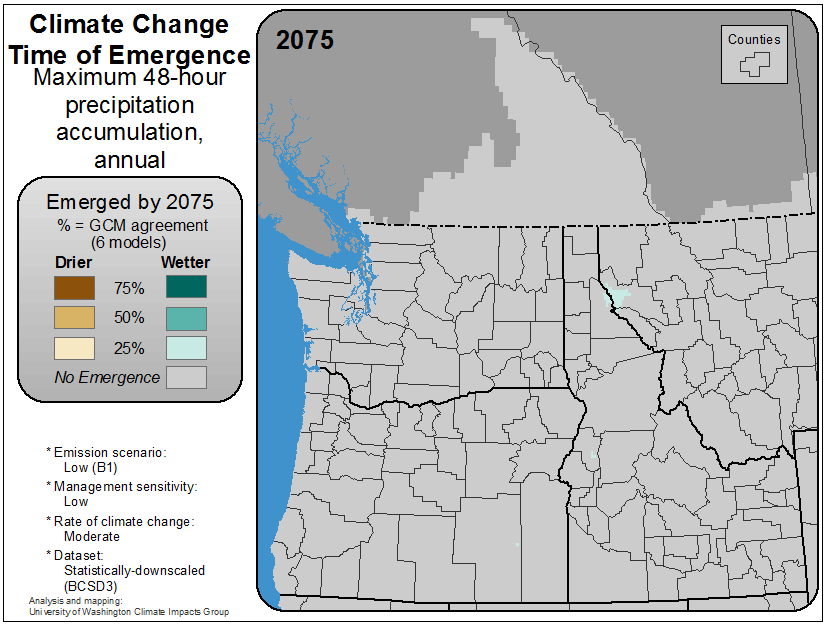 Climate Change
Time of Emergence
Maximum 48-hour
precipitation
accumulation,
annual
Emerged by 2075
% = GCM agreement
(6 models)
Drier Wetter
75%
50%
25%
No Emergence
* Emission scenario:
Low (B1)
* Management sensitivity:
Low
* Rate of climate change:
Moderate
* Dataset:
Statistically-downscaled
(BCSD3)
Analysis and mapping:
University of Washington Climate Impacts Group
2075
Counties